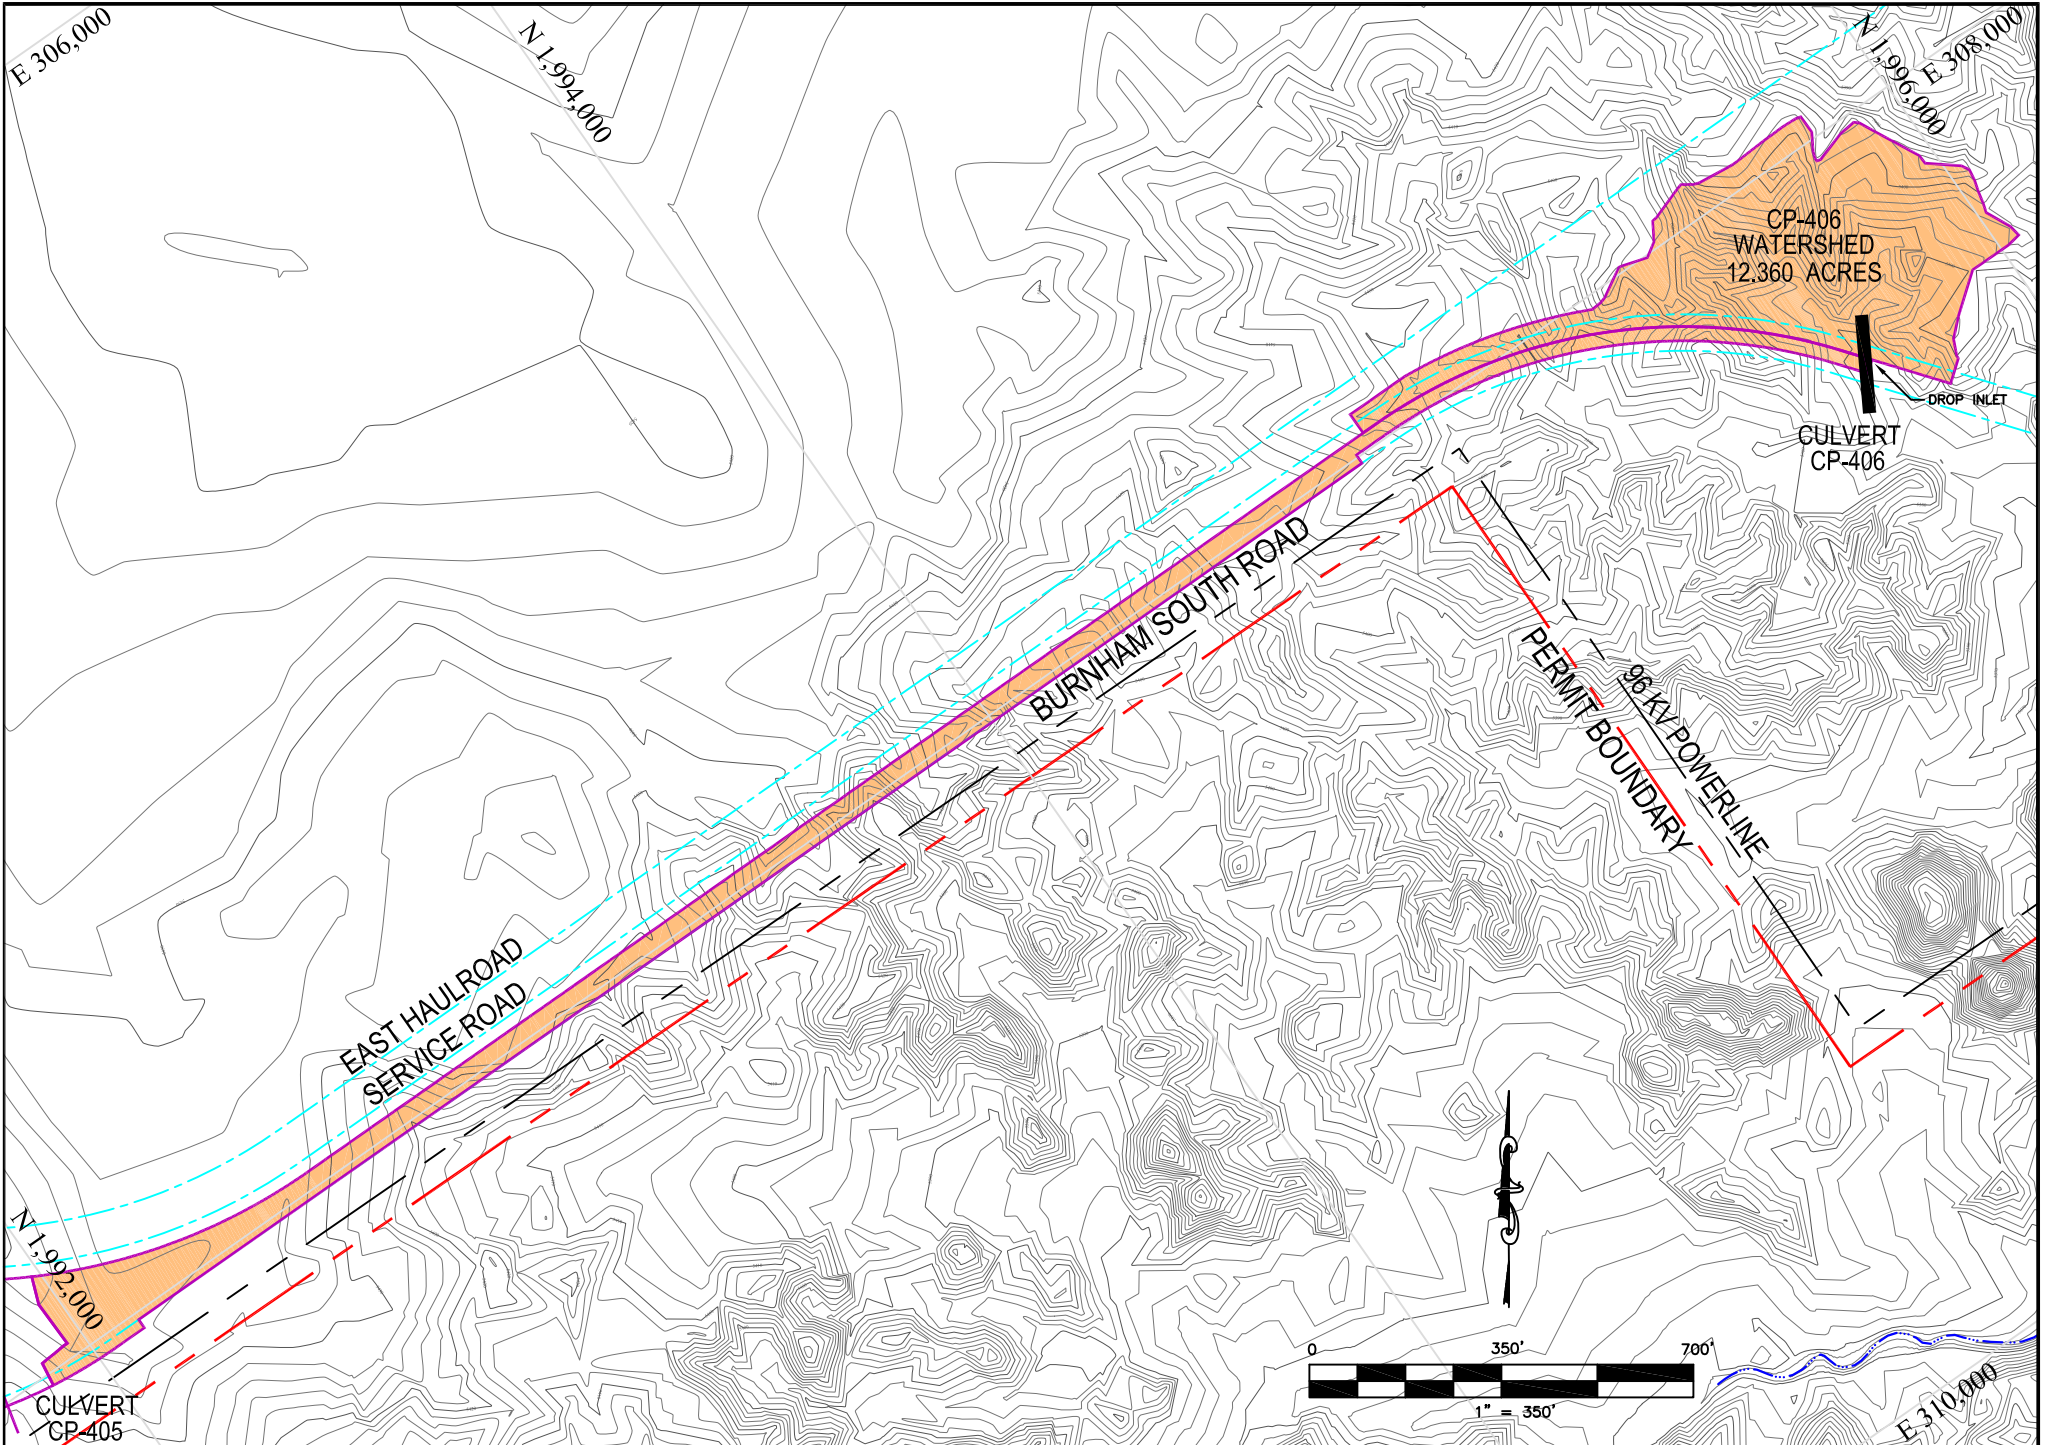 E 306,000
N 1,994,000
N 1,996,000
E 308,000
CP-406
WATERSHED
12.360 ACRES
DROP INLET
CULVERT
CP-406
BURNHAM SOUTH ROAD
PERMIT BOUNDARY
96 KV POWERLINE
EAST HAULROAD
SERVICE ROAD
N 1,992,000
CULVERT
CP-405
0 350' 700'
1" = 350'
E 310,000